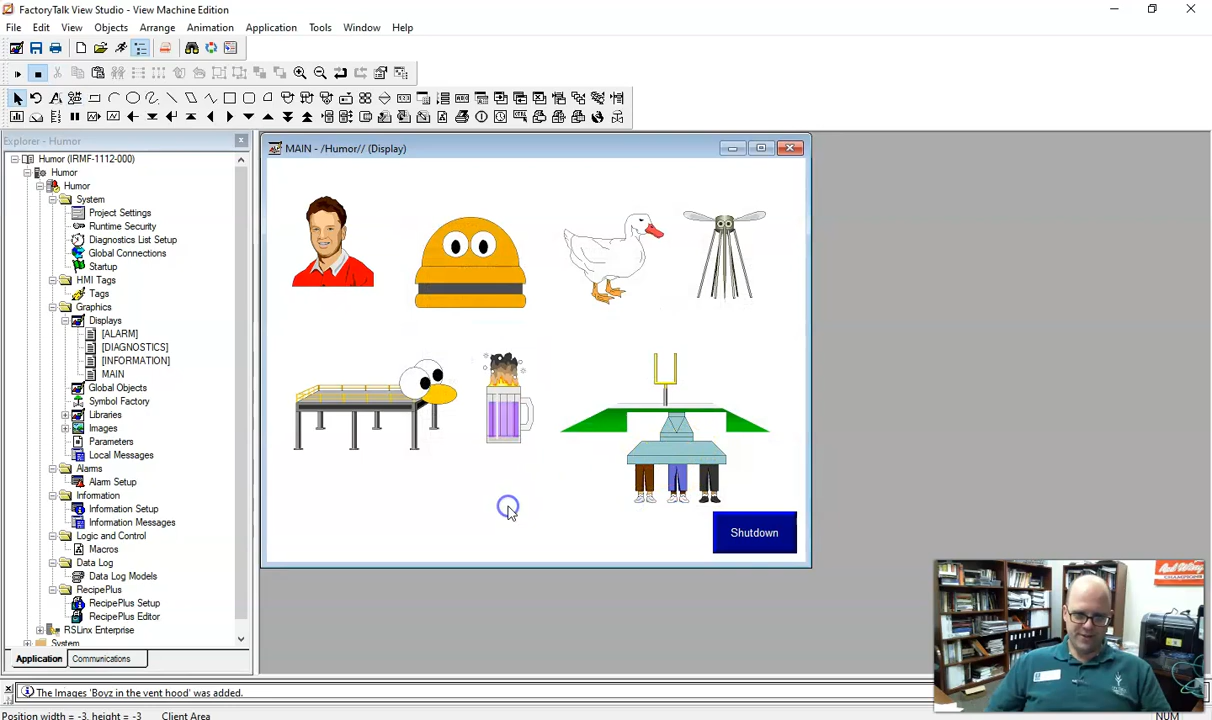 FactoryTalk View Studio - View Machine Edition
File Edit View Objects Arrange Animation Application Tools Window Help
Explorer - Humor
Humor (IRMF-1112-000)
Humor
Humor
System
Project Settings
Runtime Security
Diagnostics List Setup
Global Connections
Startup
HMI Tags
Tags
Graphics
Displays
[ALARM]
[DIAGNOSTICS]
[INFORMATION]
MAIN
Global Objects
Symbol Factory
Libraries
Images
Parameters
Local Messages
Alarms
Alarm Setup
Information
Information Setup
Information Messages
Logic and Control
Macros
Data Log
Data Log Models
RecipePlus
RecipePlus Setup
RecipePlus Editor
RSLinx Enterprise
System
Application Communications
MAIN - /Humor// (Display)
Shutdown
Red Wing
The Images 'Boyz in the vent hood' was added.
Position width = -3, height = -3 Client Area
NUM